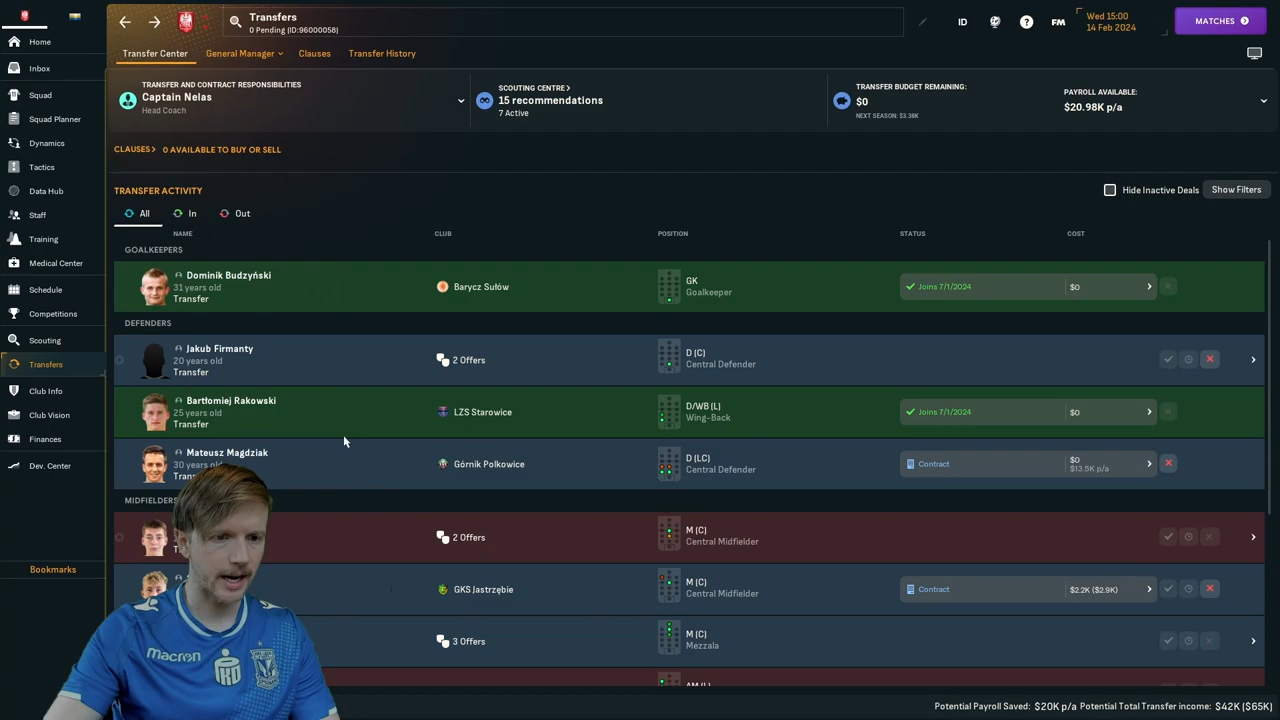 Transfers
0 Pending (ID:96000058)
ID
FM
Wed 15:00
14 Feb 2024
MATCHES
Home
Inbox
Squad
Squad Planner
Dynamics
Tactics
Data Hub
Staff
Training
Medical Center
Schedule
Competitions
Scouting
Transfers
Club Info
Club Vision
Finances
Dev. Center
Bookmarks
Transfer Center
General Manager
Clauses
Transfer History
TRANSFER AND CONTRACT RESPONSIBILITIES
Captain Nelas
Head Coach
SCOUTING CENTRE >
15 recommendations
7 Active
TRANSFER BUDGET REMAINING:
$0
NEXT SEASON: $3.38K
PAYROLL AVAILABLE:
$20.98K p/a
CLAUSES > 0 AVAILABLE TO BUY OR SELL
TRANSFER ACTIVITY
Hide Inactive Deals
Show Filters
All In Out
NAME CLUB POSITION STATUS COST
GOALKEEPERS
Dominik Budzyński
31 years old
Transfer
Barycz Sułów
GK
Goalkeeper
Joins 7/1/2024
$0
DEFENDERS
Jakub Firmanty
20 years old
Transfer
2 Offers
D (C)
Central Defender
Bartłomiej Rakowski
25 years old
Transfer
LZS Starowice
D/WB (L)
Wing-Back
Joins 7/1/2024
$0
Mateusz Magdziak
30 years old
Górnik Polkowice
D (LC)
Central Defender
Contract
$0
$13.5K p/a
MIDFIELDERS
2 Offers
M (C)
Central Midfielder
GKS Jastrzębie
M (C)
Central Midfielder
Contract
$2.2K ($2.9K)
3 Offers
M (C)
Mezzala
macron
Potential Payroll Saved: $20K p/a Potential Total Transfer income: $42K ($65K)